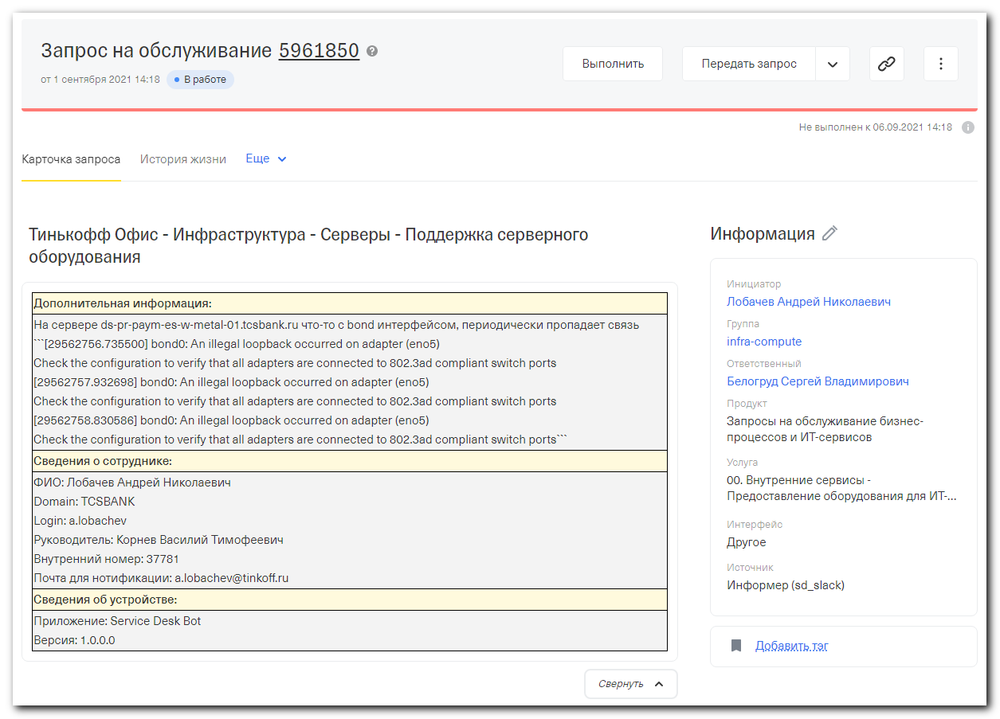 Запрос на обслуживание 5961850 ?
от 1 сентября 2021 14:18 В работе
Выполнить
Передать запрос
Не выполнен к 06.09.2021 14:18
Карточка запроса История жизни Еще
Тинькофф Офис - Инфраструктура - Серверы - Поддержка серверного
оборудования
Дополнительная информация:
На сервере ds-pr-paym-es-w-metal-01.tcsbank.ru что-то с bond интерфейсом, периодически пропадает связь
```[29562756.735500] bond0: An illegal loopback occurred on adapter (eno5)
Check the configuration to verify that all adapters are connected to 802.3ad compliant switch ports
[29562757.932698] bond0: An illegal loopback occurred on adapter (eno5)
Check the configuration to verify that all adapters are connected to 802.3ad compliant switch ports
[29562758.830586] bond0: An illegal loopback occurred on adapter (eno5)
Check the configuration to verify that all adapters are connected to 802.3ad compliant switch ports```
Сведения о сотруднике:
ФИО: Лобачев Андрей Николаевич
Domain: TCSBANK
Login: a.lobachev
Руководитель: Корнев Василий Тимофеевич
Внутренний номер: 37781
Почта для нотификации: a.lobachev@tinkoff.ru
Сведения об устройстве:
Приложение: Service Desk Bot
Версия: 1.0.0.0
Свернуть
Информация
Инициатор
Лобачев Андрей Николаевич
Группа
infra-compute
Ответственный
Белогруд Сергей Владимирович
Продукт
Запросы на обслуживание бизнес-
процессов и ИТ-сервисов
Услуга
00. Внутренние сервисы -
Предоставление оборудования для ИТ-...
Интерфейс
Другое
Источник
Информер (sd_slack)
Добавить тэг